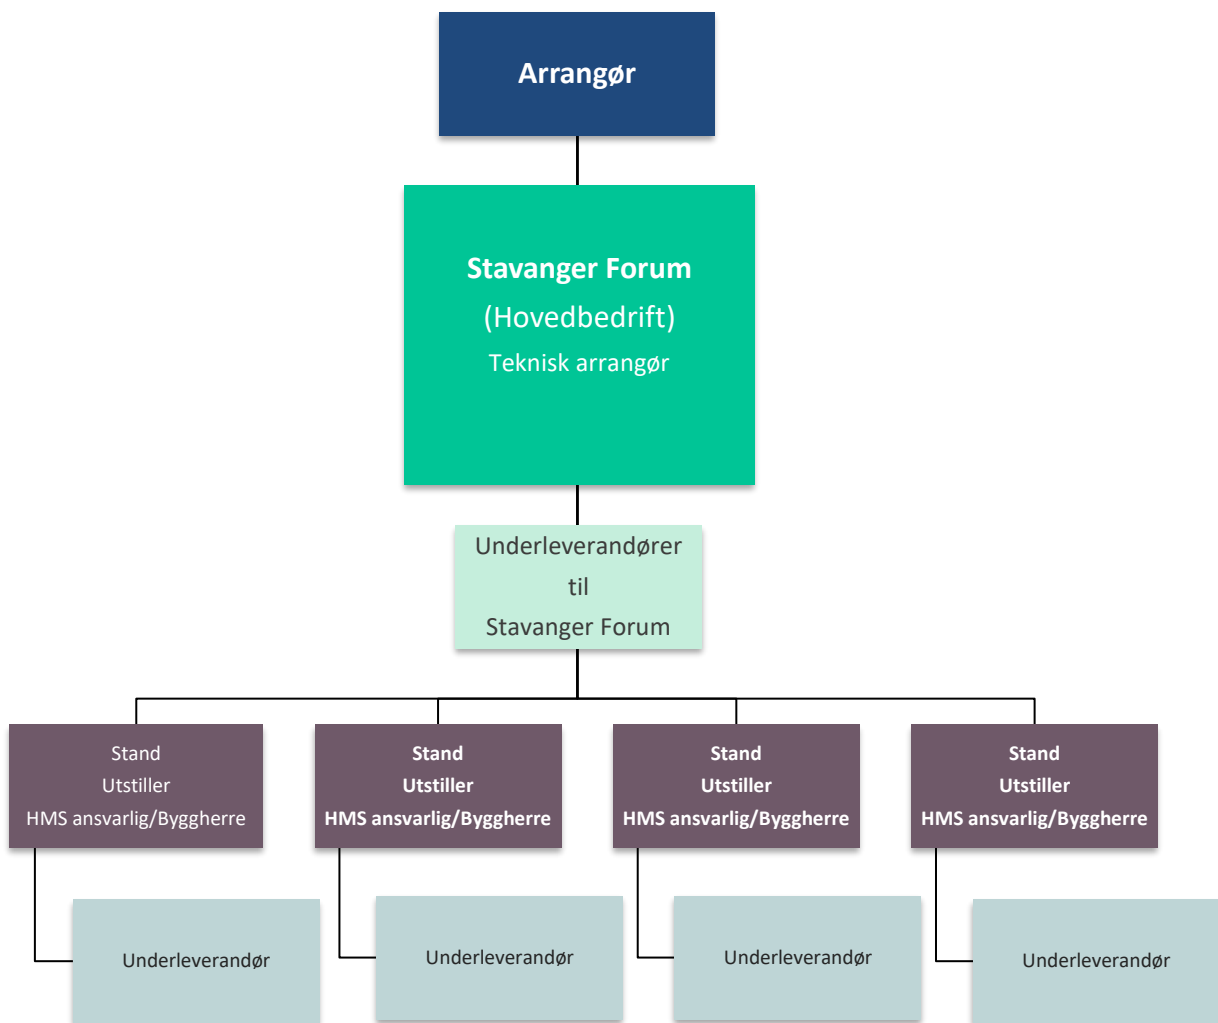 Arrangør
Stavanger Forum
(Hovedbedrift)
Teknisk arrangør
Underleverandører
til
Stavanger Forum
Stand
Utstiller
HMS ansvarlig/Byggherre
Stand
Utstiller
HMS ansvarlig/Byggherre
Stand
Utstiller
HMS ansvarlig/Byggherre
Stand
Utstiller
HMS ansvarlig/Byggherre
Underleverandør
Underleverandør
Underleverandør
Underleverandør